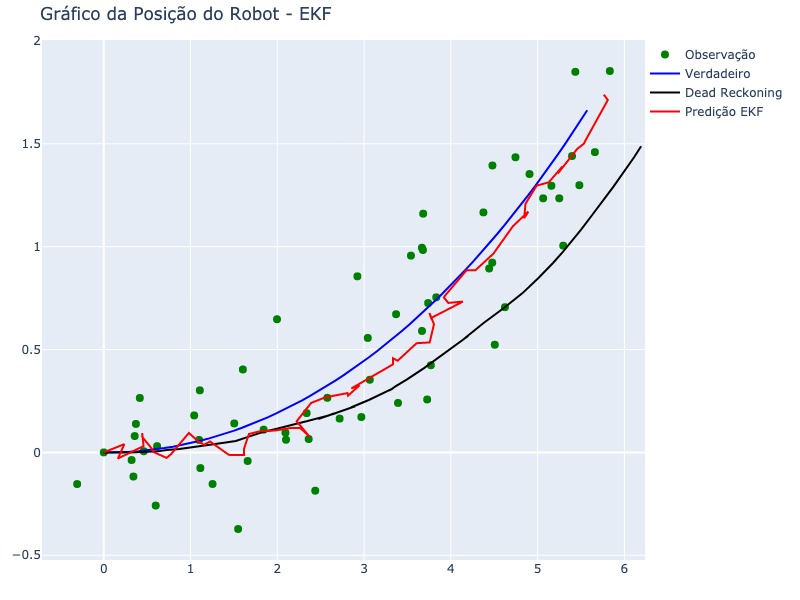 Gráfico da Posição do Robot - EKF
Observação
Verdadeiro
Dead Reckoning
Predição EKF
2
1.5
1
0.5
0
−0.5
0 1 2 3 4 5 6